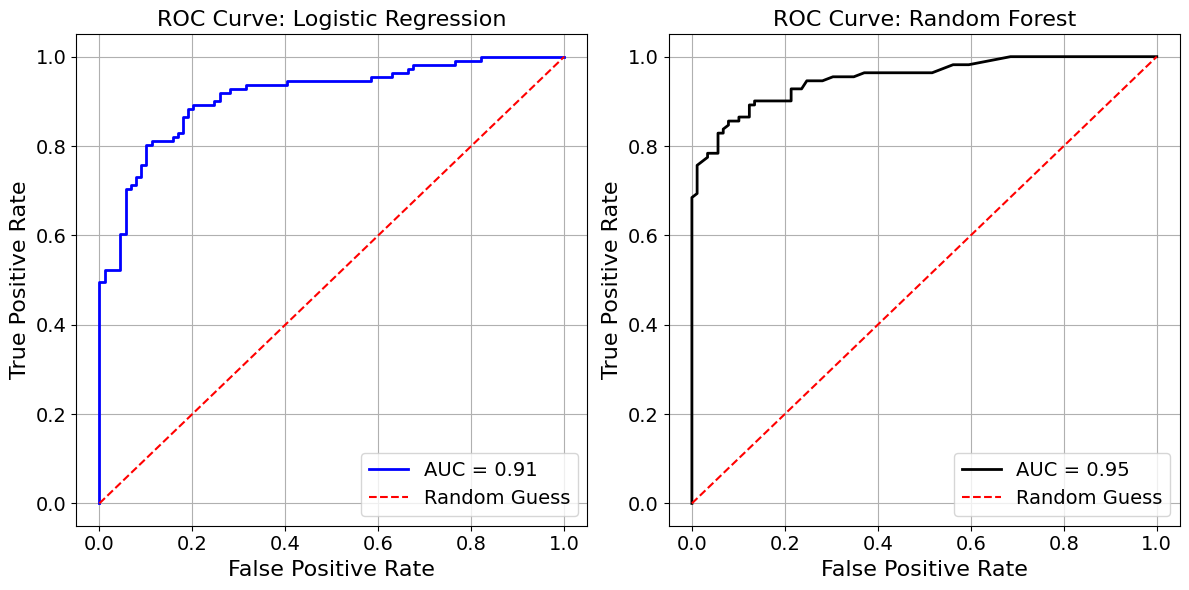 ROC Curve: Logistic Regression
True Positive Rate
1.0
0.8
0.6
0.4
0.2
0.0
AUC = 0.91
Random Guess
0.0 0.2 0.4 0.6 0.8 1.0
False Positive Rate
ROC Curve: Random Forest
True Positive Rate
1.0
0.8
0.6
0.4
0.2
0.0
AUC = 0.95
Random Guess
0.0 0.2 0.4 0.6 0.8 1.0
False Positive Rate